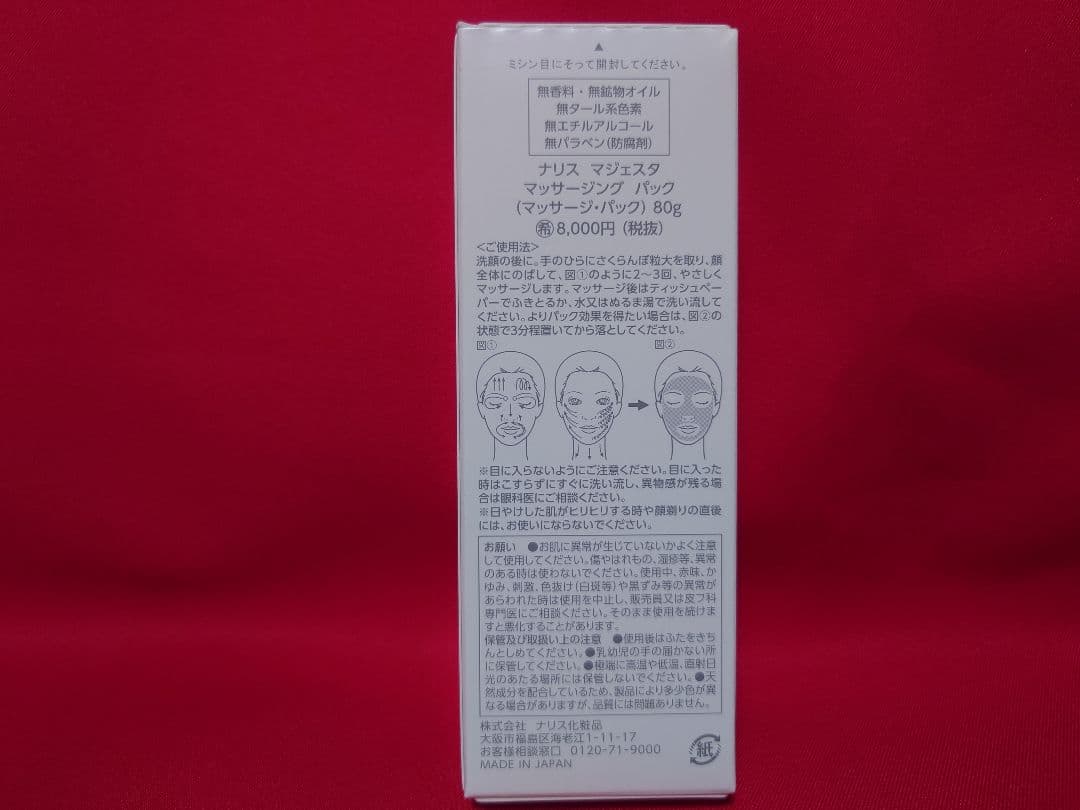 ▲
ミシン目にそって開封してください。
無香料・無鉱物オイル
無タール系色素
無エチルアルコール
無パラベン(防腐剤)
ナリス マジェスタ
マッサージング パック
(マッサージ・パック) 80g
㊡8,000円 (税抜)
<ご使用法>
洗顔の後に。手のひらにさくらんぼ粒大を取り、顔
全体にのばして、図①のように2〜3回、やさしく
マッサージします。マッサージ後はティッシュペー
パーでふきとるか、水又はぬるま湯で洗い流して
ください。よりパック効果を得たい場合は、図②の
状態で3分程置いてから落としてください。
図①
図②
※目に入らないようにご注意ください。目に入った
時はこすらずにすぐに洗い流し、異物感が残る場
合は眼科医にご相談ください。
※日やけした肌がヒリヒリする時や顔剃りの直後
には、お使いにならないでください。
お願い ●お肌に異常が生じていないかよく注意
して使用してください。傷やはれもの、湿疹等、異常
のある時は使わないでください。使用中、赤味、か
ゆみ、刺激、色抜け(白斑等)や黒ずみ等の異常が
あらわれた時は使用を中止し、販売員又は皮フ科
専門医にご相談ください。そのまま使用を続けま
すと悪化することがあります。
保管及び取扱い上の注意 ●使用後はふたをきち
んとしめてください。●乳幼児の手の届かない所
に保管してください。●極端に高温や低温、直射日
光のあたる場所には保管しないでください。●天
然成分を配合しているため、製品により多少色が異
なる場合がありますが、品質には問題ありません。
株式会社 ナリス化粧品
大阪市福島区海老江1-11-17
お客様相談窓口 0120-71-9000
MADE IN JAPAN
紙